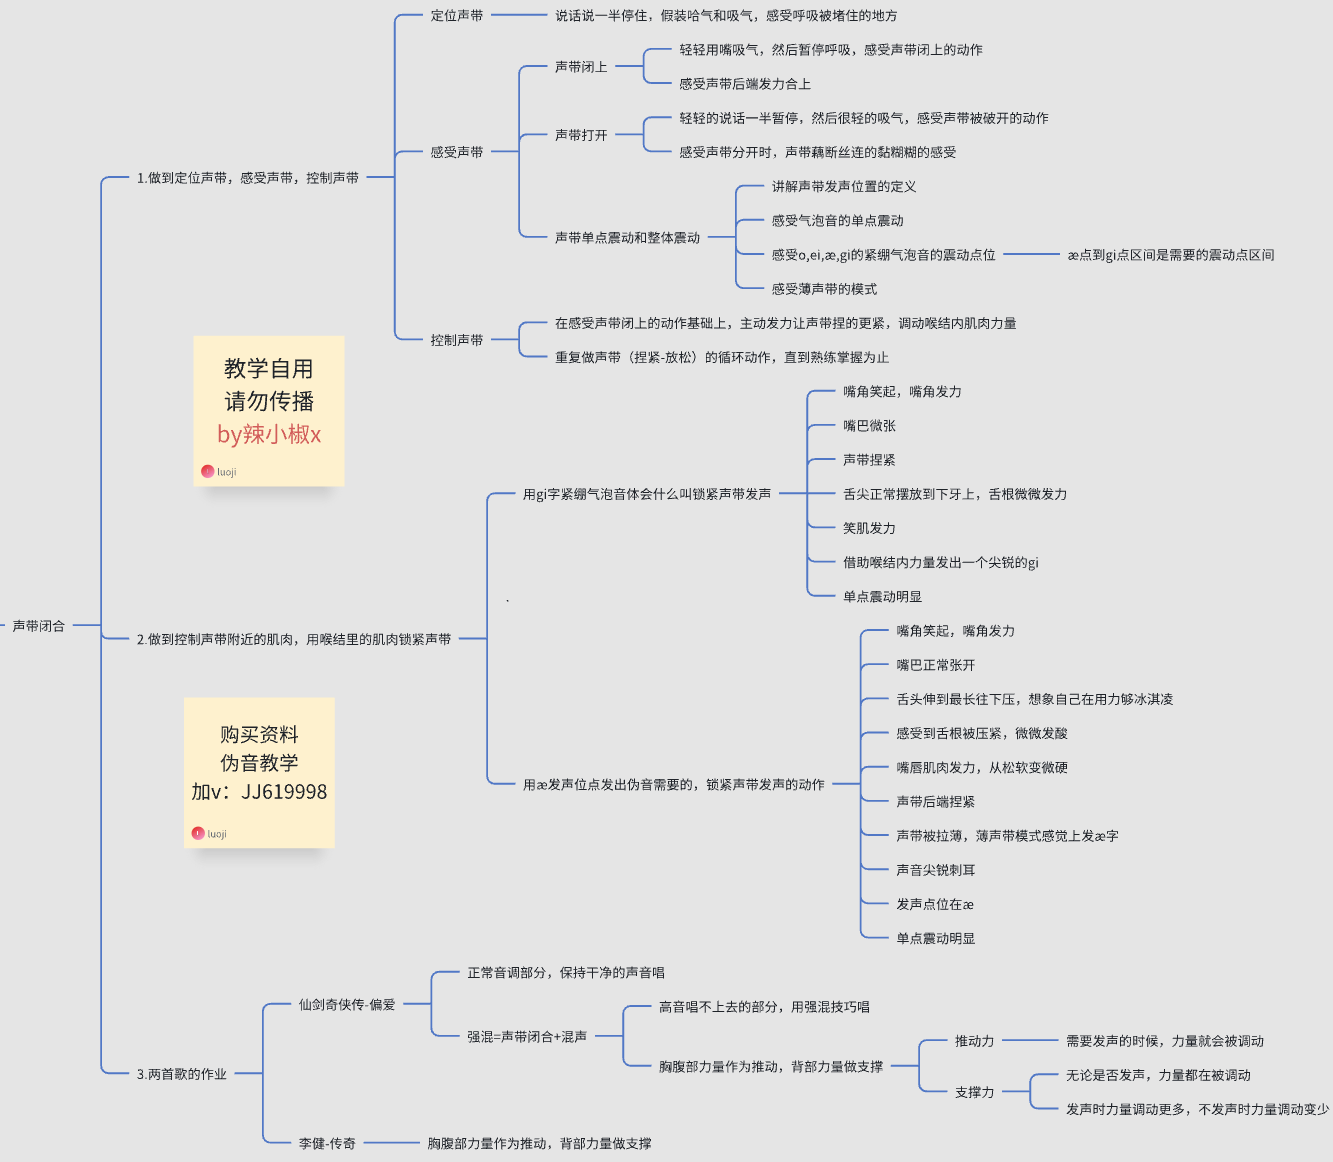 声带闭合
1.做到定位声带，感受声带，控制声带
定位声带
说话说一半停住，假装哈气和吸气，感受呼吸被堵住的地方
感受声带
声带闭上
轻轻用嘴吸气，然后暂停呼吸，感受声带闭上的动作
感受声带后端发力合上
声带打开
轻轻的说话一半暂停，然后很轻的吸气，感受声带被破开的动作
感受声带分开时，声带藕断丝连的黏糊糊的感受
声带单点震动和整体震动
讲解声带发声位置的定义
感受气泡音的单点震动
感受o,ei,æ,gi的紧绷气泡音的震动点位
æ点到gi点区间是需要的震动点区间
感受薄声带的模式
控制声带
在感受声带闭上的动作基础上，主动发力让声带捏的更紧，调动喉结内肌肉力量
重复做声带（捏紧-放松）的循环动作，直到熟练掌握为止
教学自用
请勿传播
by辣小椒x
luoji
2.做到控制声带附近的肌肉，用喉结里的肌肉锁紧声带
用gi字紧绷气泡音体会什么叫锁紧声带发声
嘴角笑起，嘴角发力
嘴巴微张
声带捏紧
舌尖正常摆放到下牙上，舌根微微发力
笑肌发力
借助喉结内力量发出一个尖锐的gi
单点震动明显
用æ发声位点发出伪音需要的，锁紧声带发声的动作
嘴角笑起，嘴角发力
嘴巴正常张开
舌头伸到最长往下压，想象自己在用力够冰淇凌
感受到舌根被压紧，微微发酸
嘴唇肌肉发力，从松软变微硬
声带后端捏紧
声带被拉薄，薄声带模式感觉上发æ字
声音尖锐刺耳
发声点位在æ
单点震动明显
购买资料
伪音教学
加v：JJ619998
luoji
3.两首歌的作业
仙剑奇侠传-偏爱
正常音调部分，保持干净的声音唱
强混=声带闭合+混声
高音唱不上去的部分，用强混技巧唱
胸腹部力量作为推动，背部力量做支撑
推动力
需要发声的时候，力量就会被调动
支撑力
无论是否发声，力量都在被调动
发声时力量调动更多，不发声时力量调动变少
李健-传奇
胸腹部力量作为推动，背部力量做支撑